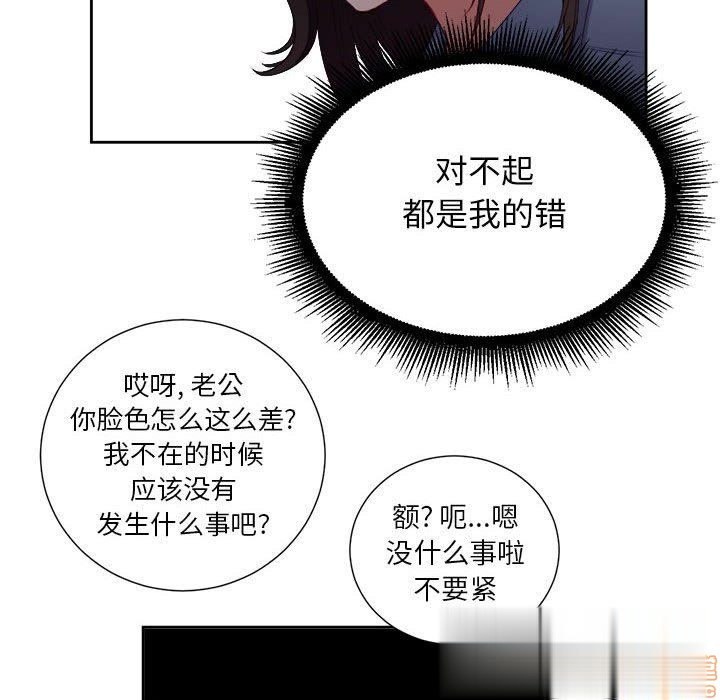 对不起
都是我的错
哎呀, 老公
你脸色怎么这么差?
我不在的时候
应该没有
发生什么事吧?
额? 呃...嗯
没什么事啦
不要紧